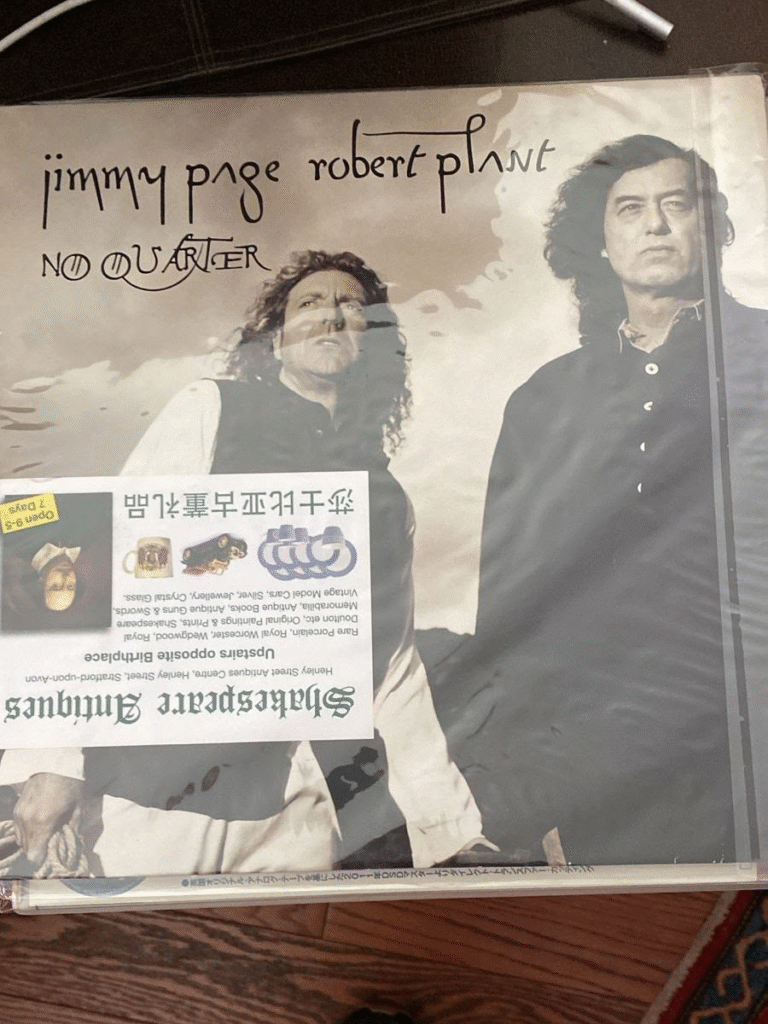 jimmy page robert plant
NO QUARTER
Shakespeare Antiques
Henley Street Antiques Centre, Henley Street, Stratford-upon-Avon
Upstairs opposite Birthplace
Rare Porcelain, Royal Worcester, Wedgwood, Royal
Doulton etc, Original Paintings & Prints, Shakespeare
Memorabilia, Antique Books, Antique Guns & Swords,
Vintage Model Cars, Silver, Jewellery, Crystal Glass.
莎士比亚古董礼品
Open 9-5
7 Days